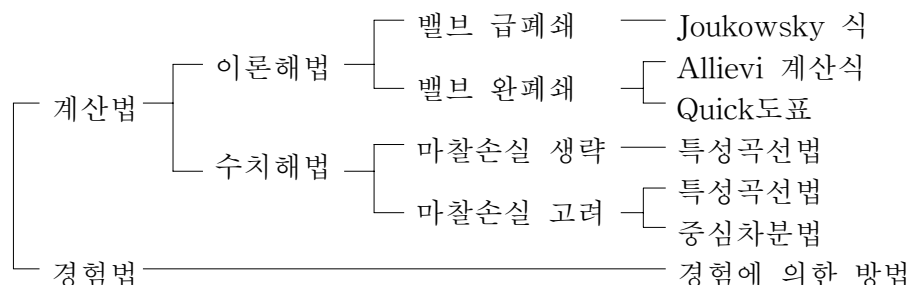 밸브 급폐쇄 Joukowsky 식
이론해법
Allievi 계산식
밸브 완폐쇄
계산법
Quick도표
마찰손실 생략 특성곡선법
수치해법
특성곡선법
마찰손실 고려
중심차분법
경험법 경험에 의한 방법